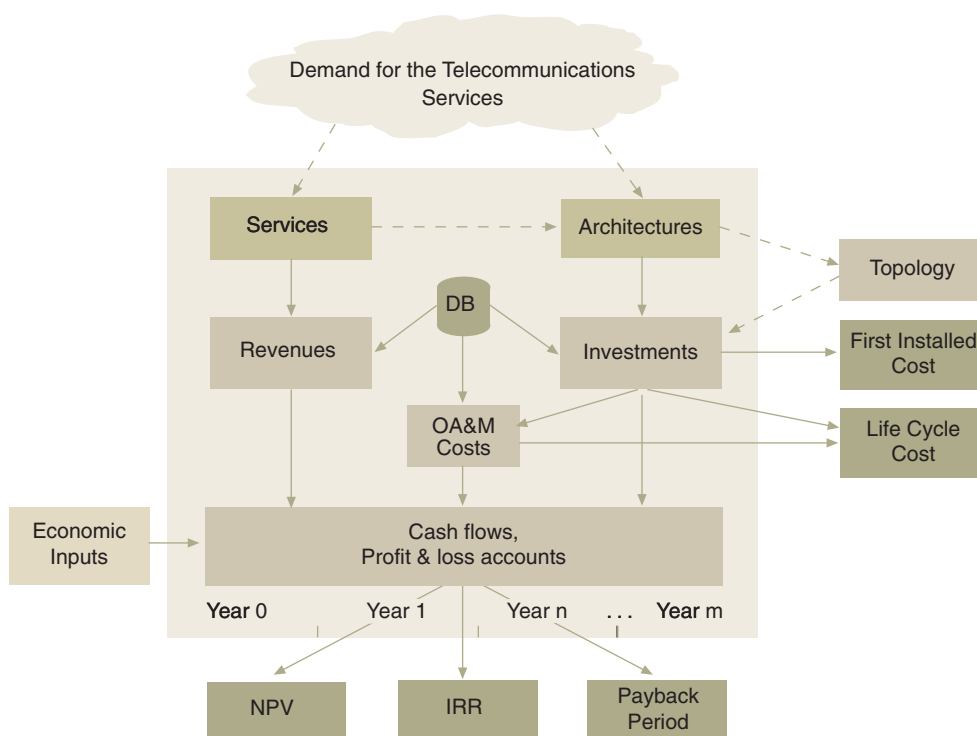 Demand for the Telecommunications
Services
Services
Architectures
Topology
DB
Revenues
Investments
First Installed
Cost
OA&M
Costs
Life Cycle
Cost
Economic
Inputs
Cash flows,
Profit & loss accounts
Year 0 Year 1 Year n ... Year m
NPV
IRR
Payback
Period